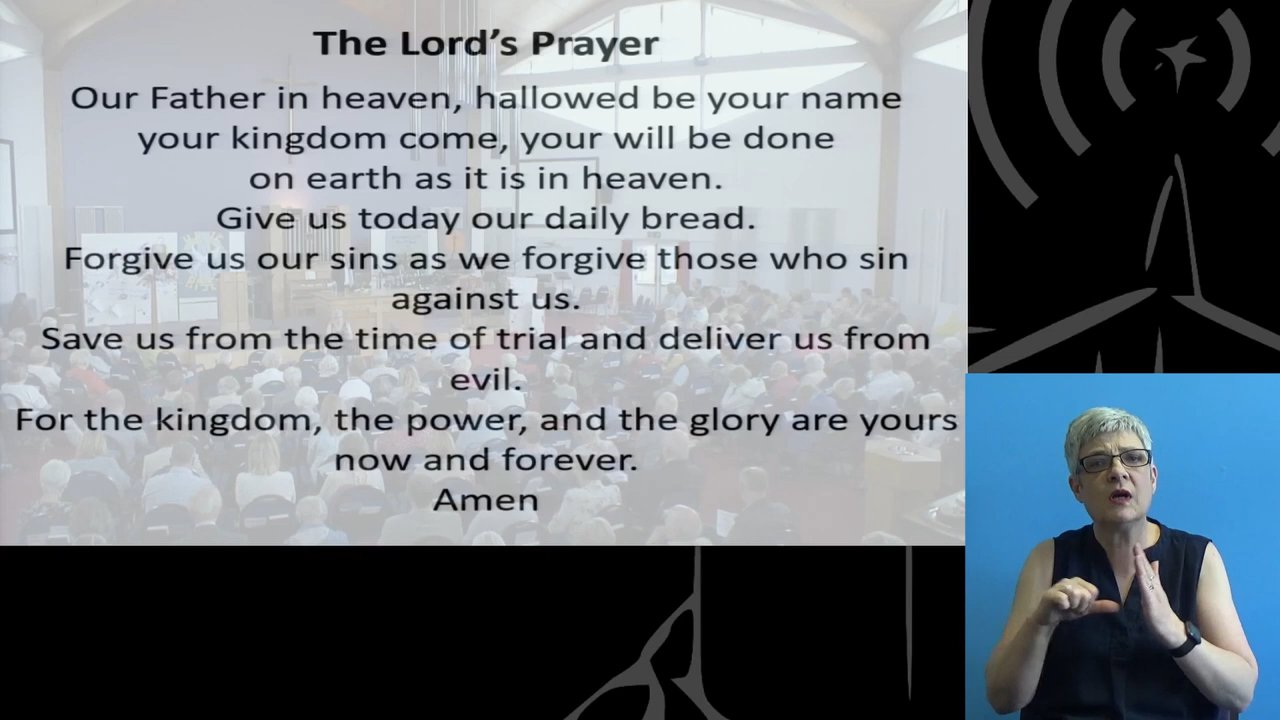 The Lord's Prayer
Our Father in heaven, hallowed be your name
your kingdom come, your will be done
on earth as it is in heaven.
Give us today our daily bread.
Forgive us our sins as we forgive those who sin
against us.
Save us from the time of trial and deliver us from
evil.
For the kingdom, the power, and the glory are yours
now and forever.
Amen